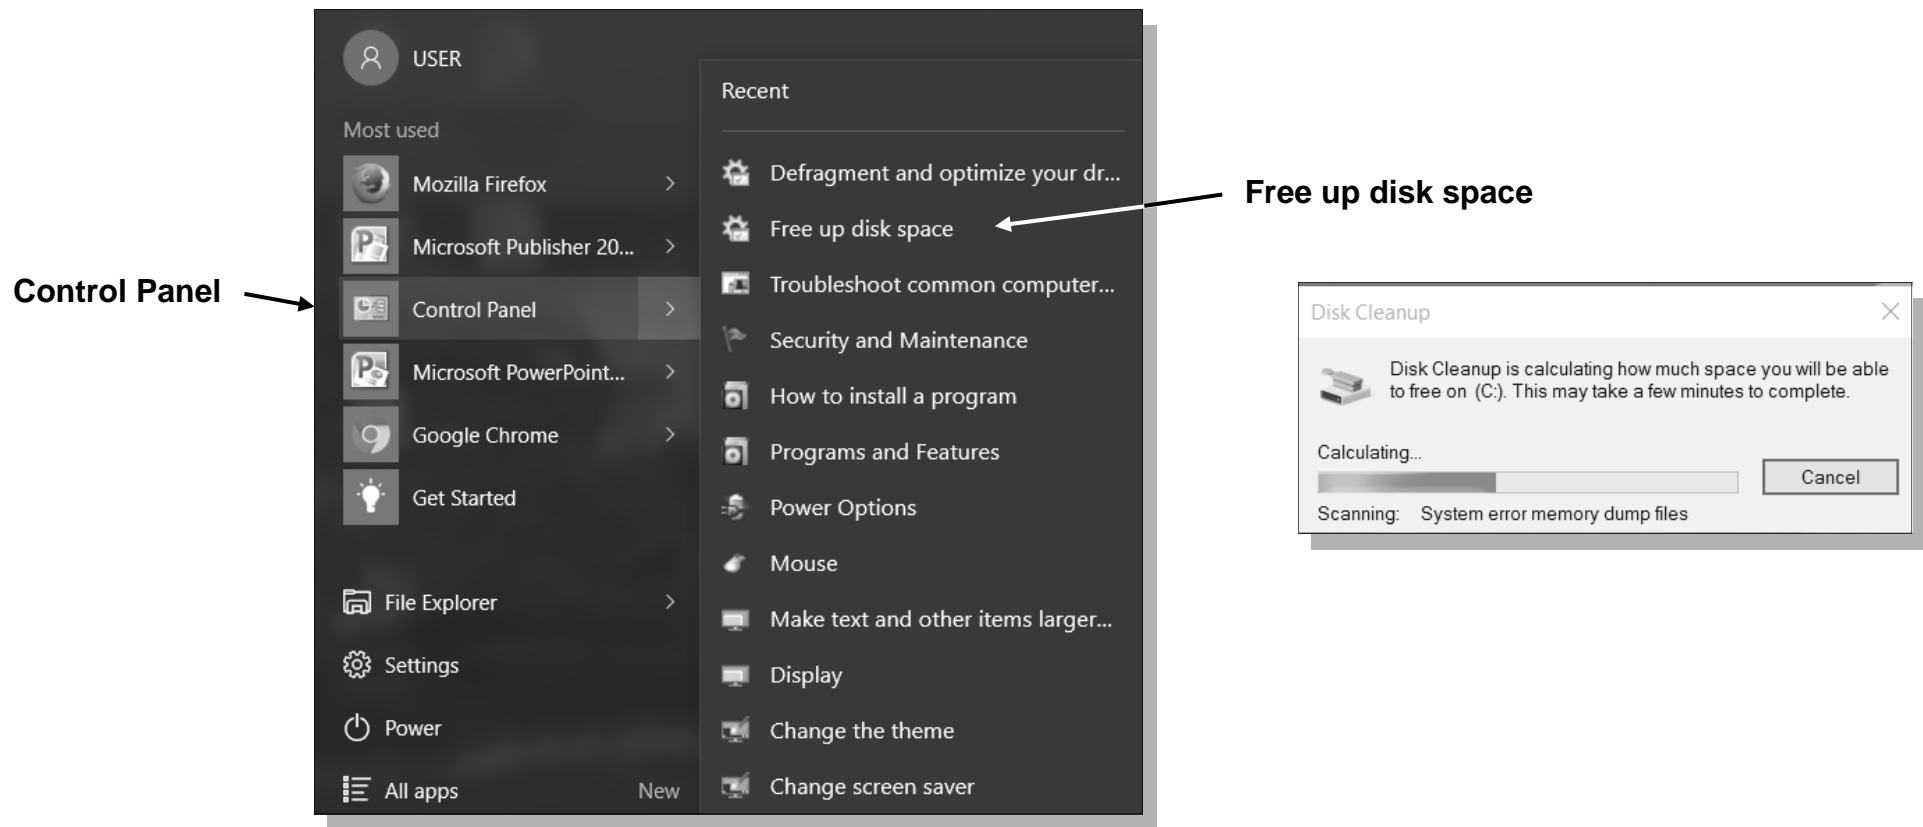 USER
Most used
Mozilla Firefox
Microsoft Publisher 20...
Control Panel
Control Panel
Microsoft PowerPoint...
Google Chrome
Get Started
File Explorer
Settings
Power
All apps New
Recent
Defragment and optimize your dr...
Free up disk space
Troubleshoot common computer...
Security and Maintenance
How to install a program
Programs and Features
Power Options
Mouse
Make text and other items larger...
Display
Change the theme
Change screen saver
Free up disk space
Disk Cleanup
Disk Cleanup is calculating how much space you will be able
to free on (C:). This may take a few minutes to complete.
Calculating...
Cancel
Scanning: System error memory dump files